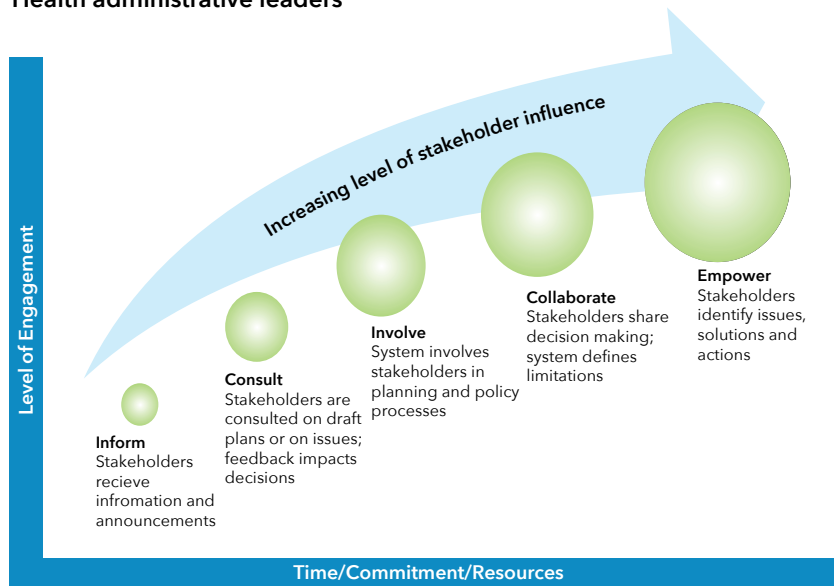 Health administrative leaders
Increasing level of stakeholder influence
Level of Engagement
Inform
Stakeholders
recieve
infromation and
announcements
Consult
Stakeholders are
consulted on draft
plans or on issues;
feedback impacts
decisions
Involve
System involves
stakeholders in
planning and policy
processes
Collaborate
Stakeholders share
decision making;
system defines
limitations
Empower
Stakeholders
identify issues,
solutions and
actions
Time/Commitment/Resources